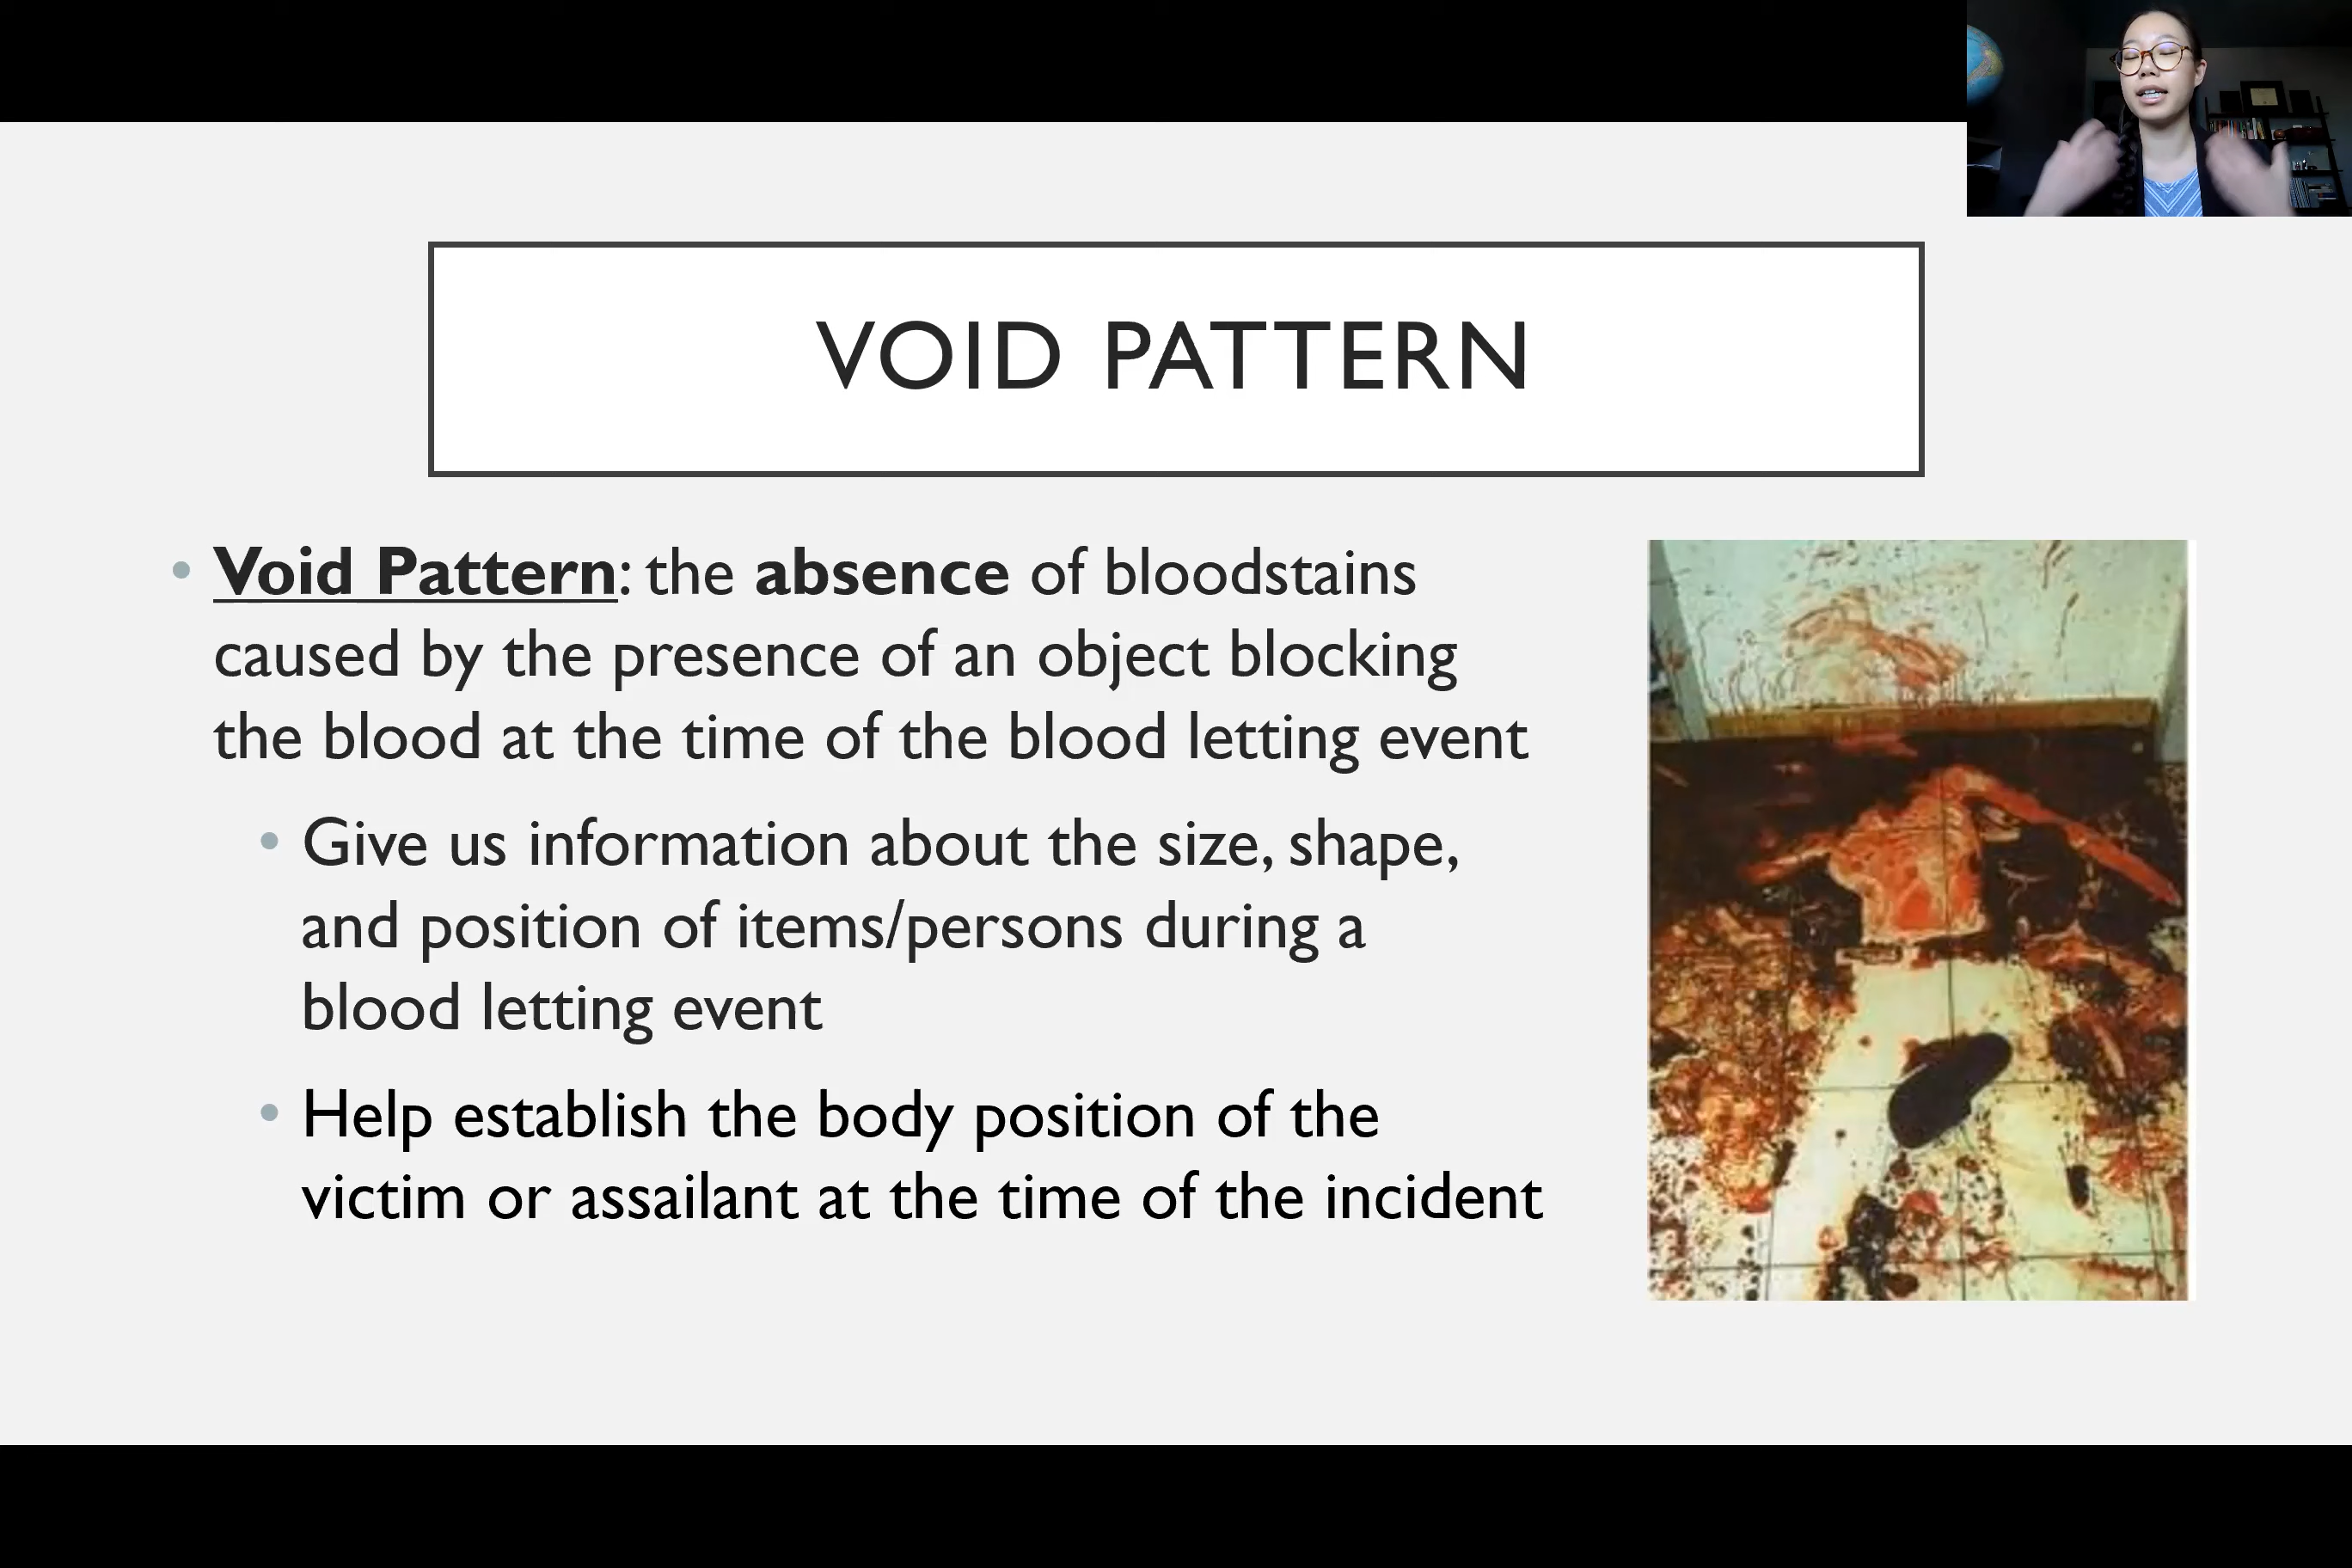 VOID PATTERN
• Void Pattern: the absence of bloodstains
caused by the presence of an object blocking
the blood at the time of the blood letting event
• Give us information about the size, shape,
and position of items/persons during a
blood letting event
• Help establish the body position of the
victim or assailant at the time of the incident